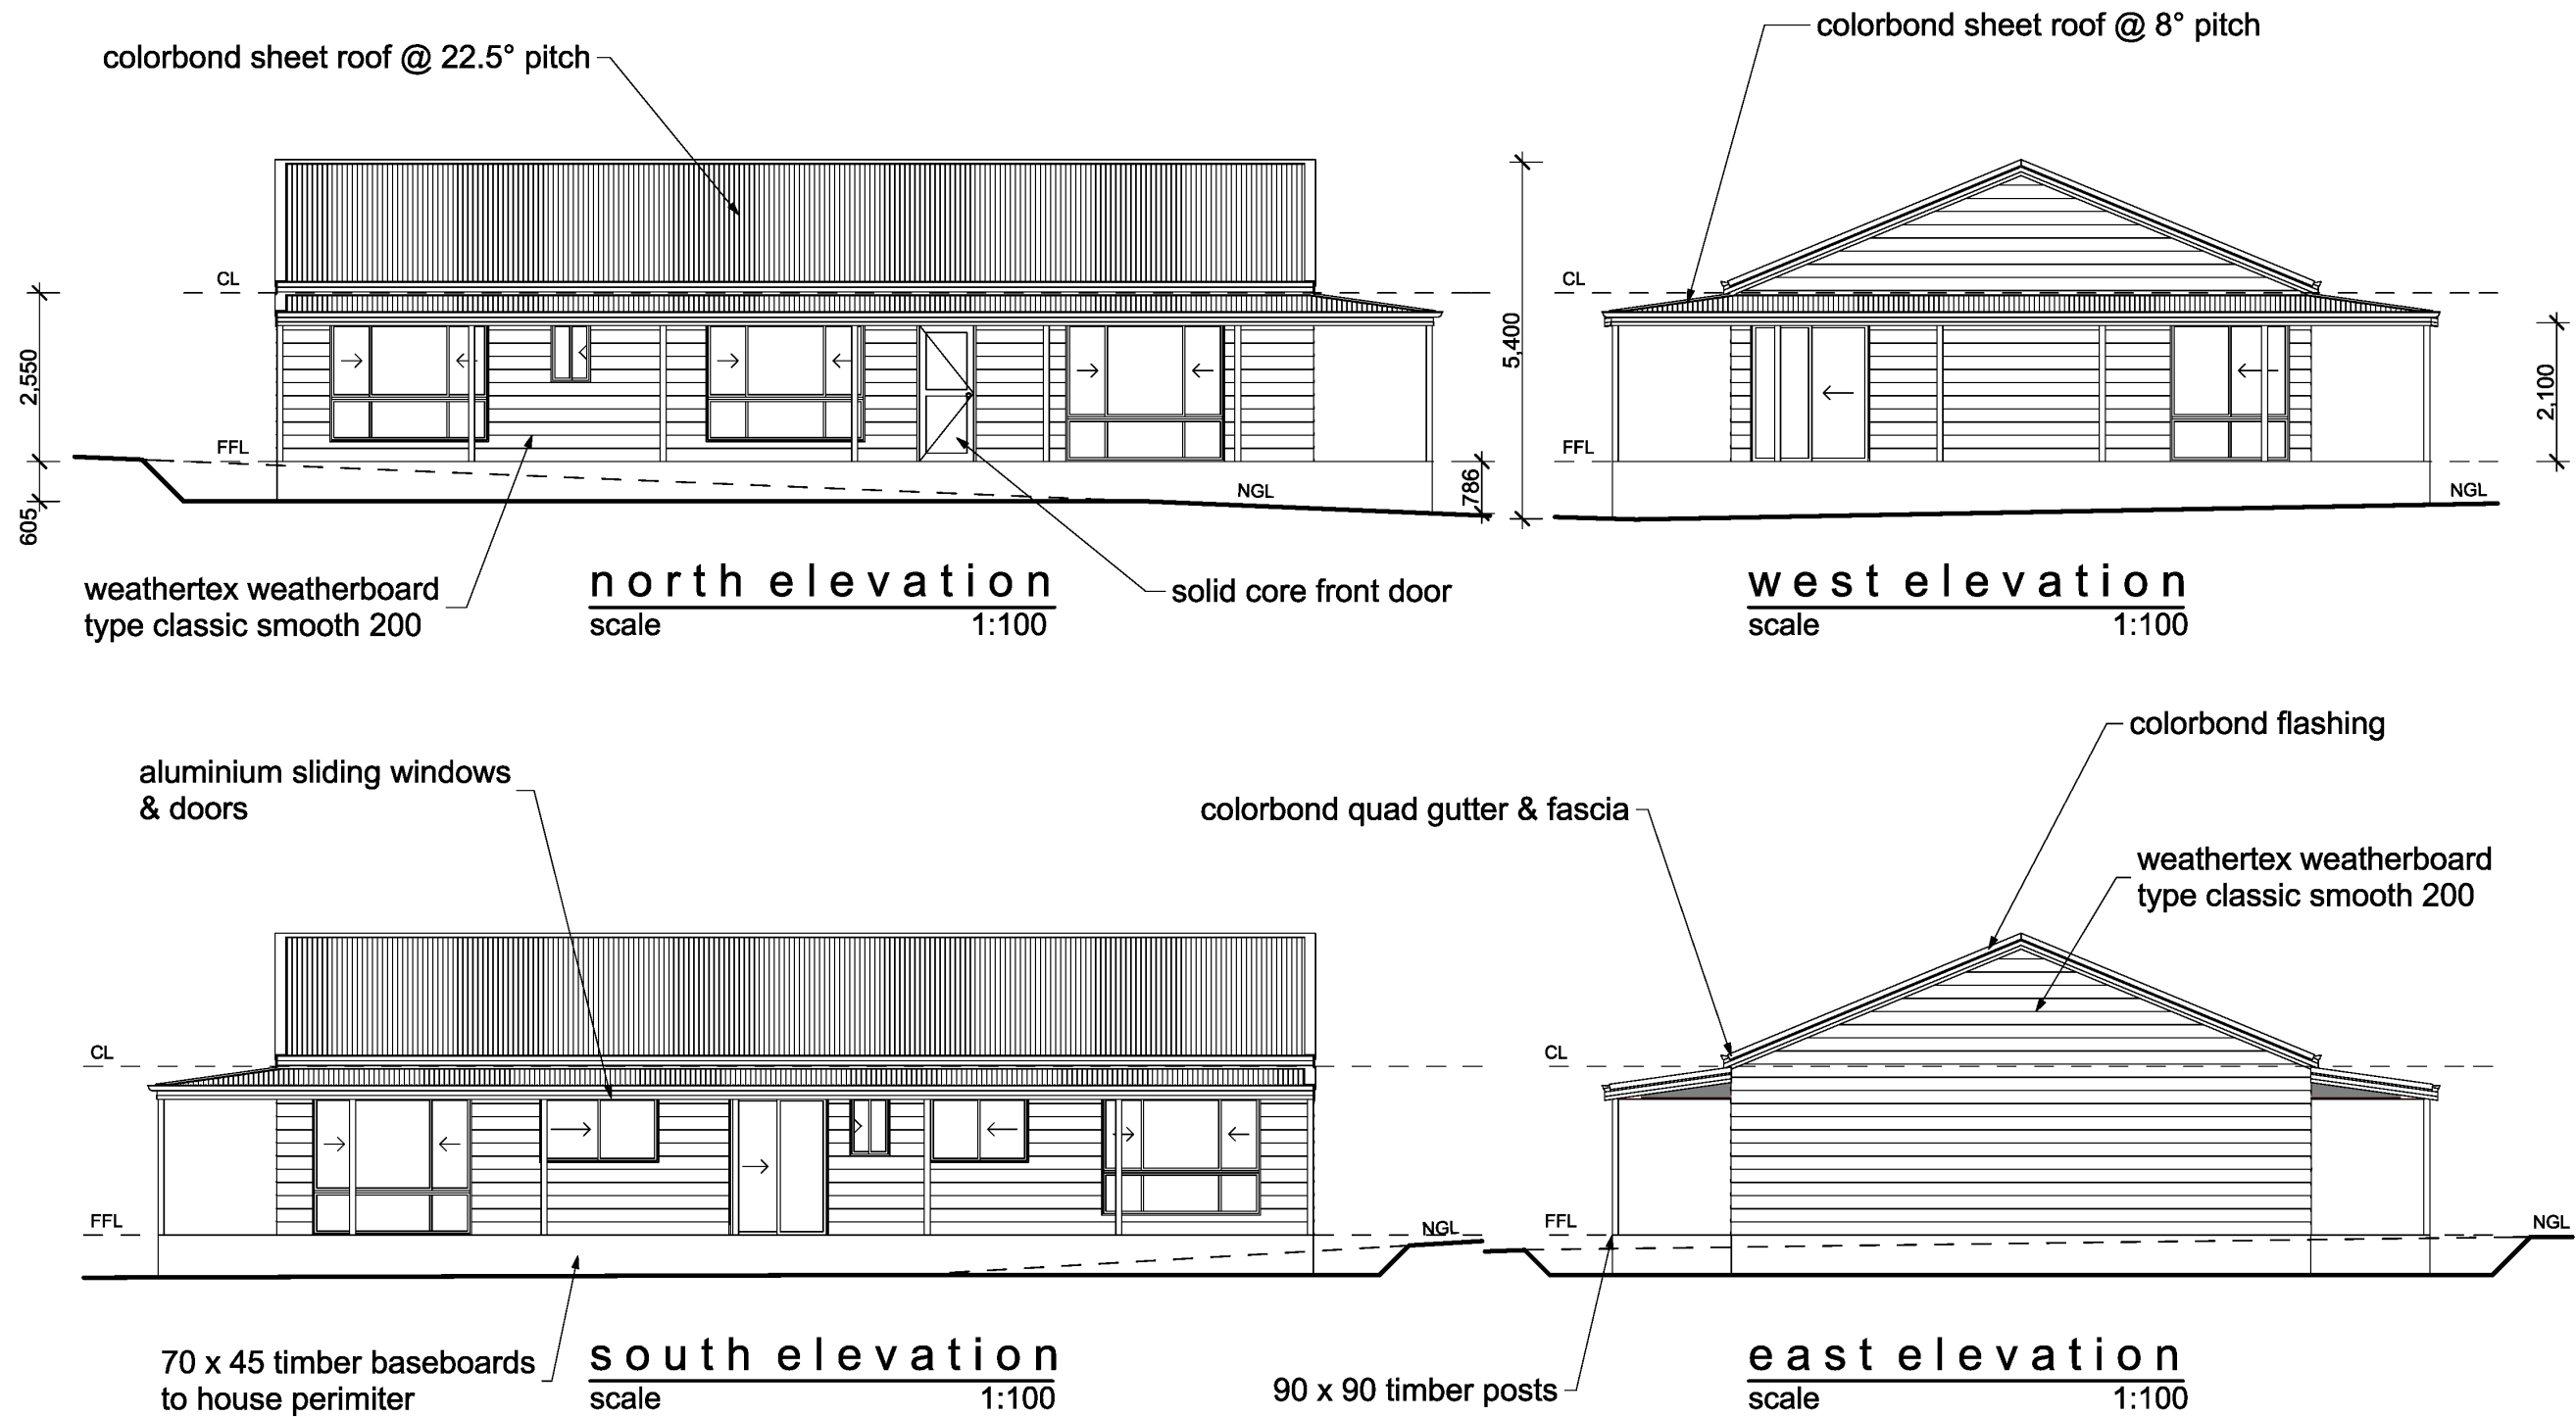 colorbond sheet roof @ 22.5° pitch
colorbond sheet roof @ 8° pitch
CL
CL
2,550
5,400
2,100
FFL
FFL
605
NGL
786
NGL
weathertex weatherboard
type classic smooth 200
north elevation
scale 1:100
solid core front door
west elevation
scale 1:100
aluminium sliding windows
& doors
colorbond flashing
colorbond quad gutter & fascia
weathertex weatherboard
type classic smooth 200
CL
CL
FFL
NGL
FFL
NGL
70 x 45 timber baseboards
to house perimiter
south elevation
scale 1:100
90 x 90 timber posts
east elevation
scale 1:100